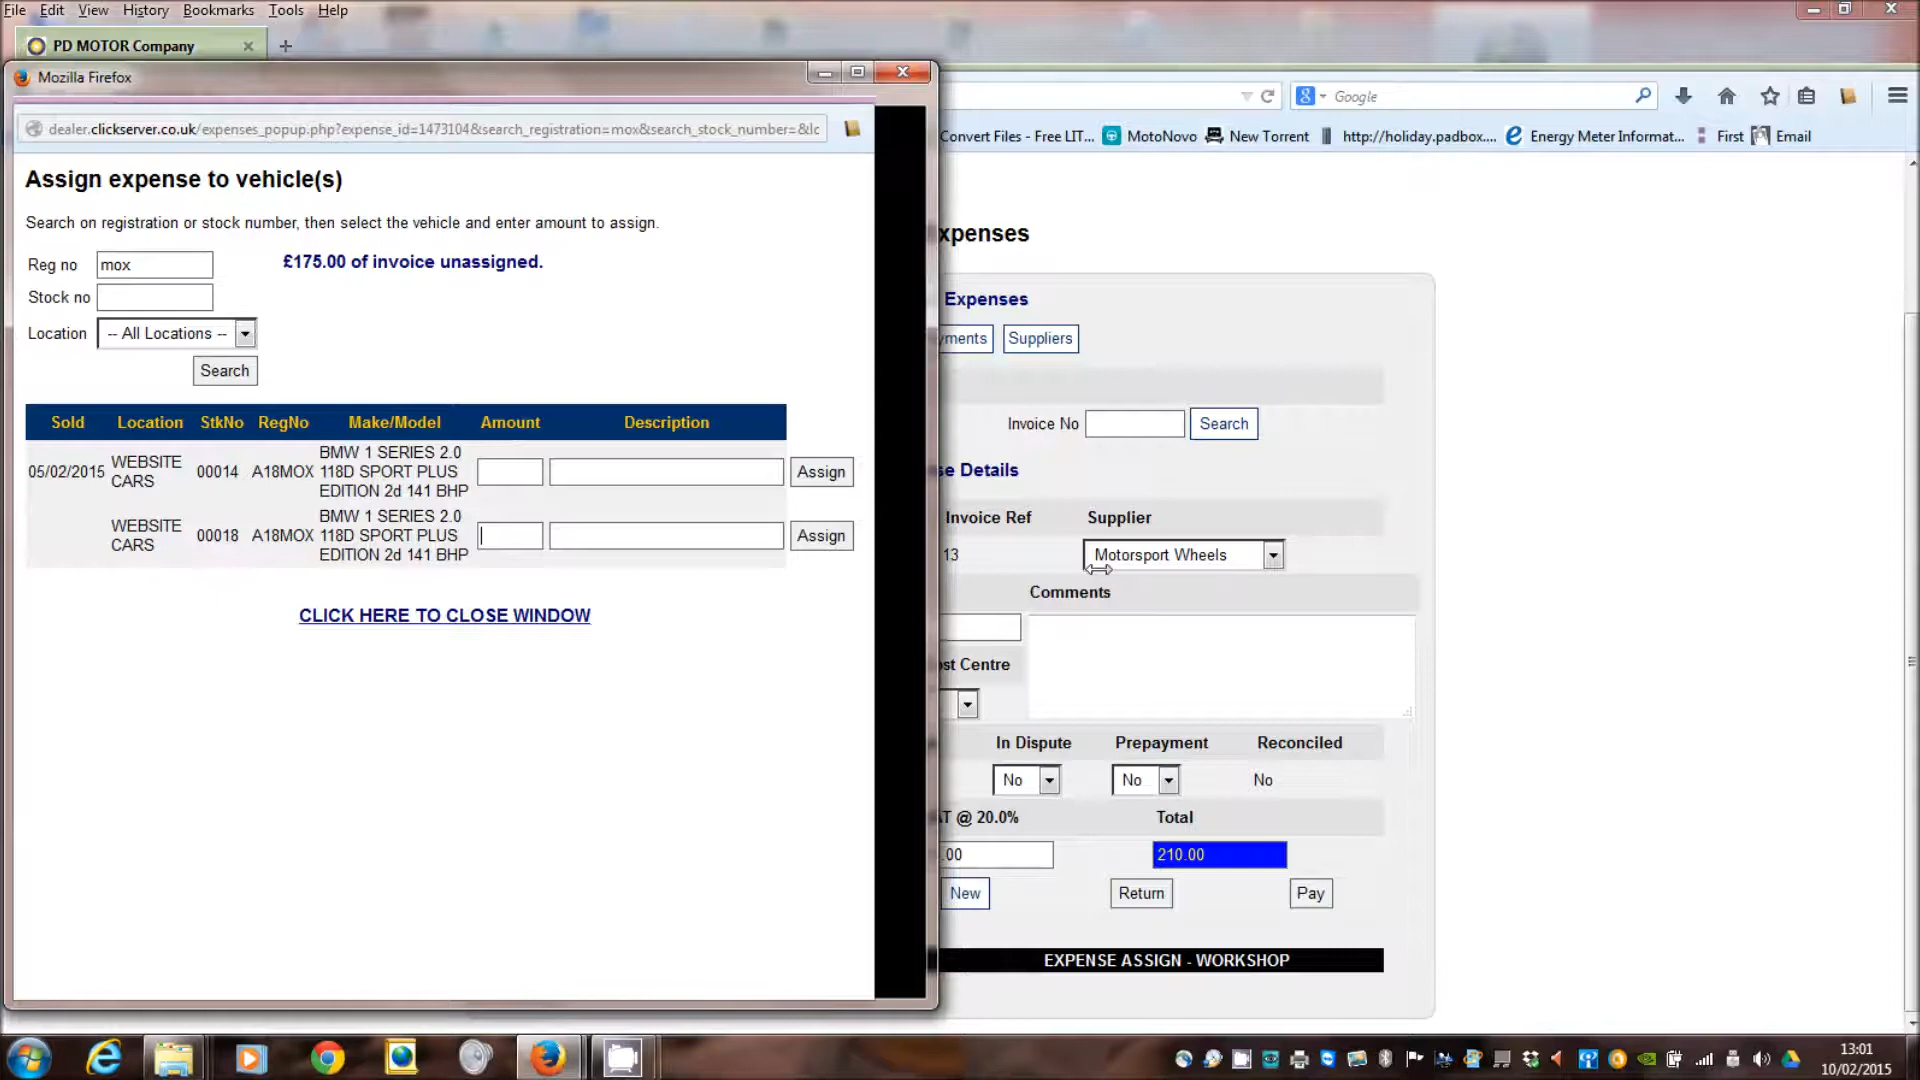 File Edit View History Bookmarks Tools Help
PD MOTOR Company
Mozilla Firefox
dealer.clickserver.co.uk/expenses_popup.php?expense_id=1473104&search_registration=mox&search_stock_number=&lc
Google
Convert Files - Free LIT... MotoNovo New Torrent http://holiday.padbox.... Energy Meter Informat... First Email
Assign expense to vehicle(s)
Search on registration or stock number, then select the vehicle and enter amount to assign.
Reg no mox £175.00 of invoice unassigned.
Stock no
Location -- All Locations --
Search
Sold Location StkNo RegNo Make/Model Amount Description
05/02/2015 WEBSITE CARS 00014 A18MOX BMW 1 SERIES 2.0 118D SPORT PLUS EDITION 2d 141 BHP Assign
WEBSITE CARS 00018 A18MOX BMW 1 SERIES 2.0 118D SPORT PLUS EDITION 2d 141 BHP Assign
CLICK HERE TO CLOSE WINDOW
xpenses
Expenses
yments Suppliers
Invoice No Search
se Details
Invoice Ref Supplier
13 Motorsport Wheels
Comments
ost Centre
In Dispute Prepayment Reconciled
No No No
AT @ 20.0% Total
.00 210.00
New Return Pay
EXPENSE ASSIGN - WORKSHOP
13:01
10/02/2015